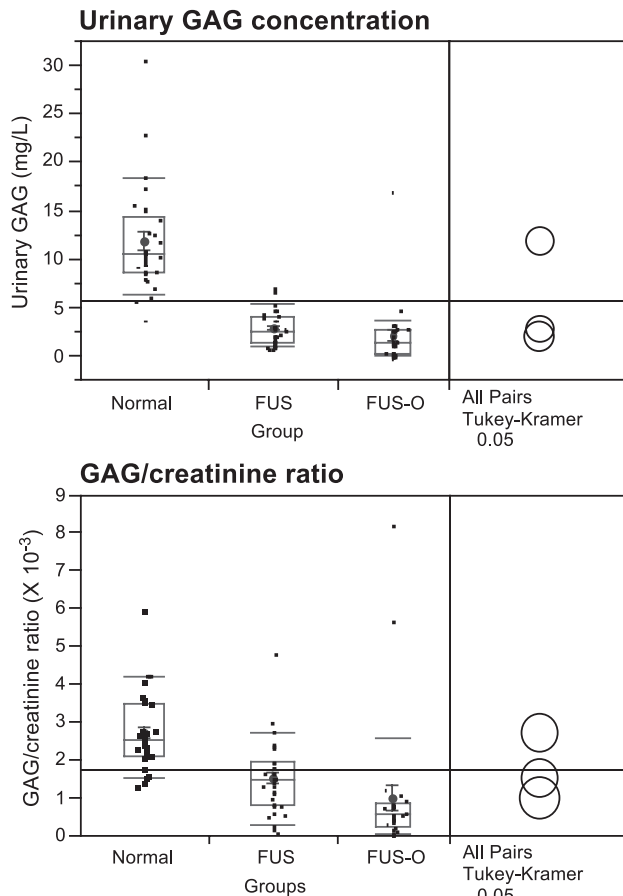 Urinary GAG concentration
Urinary GAG (mg/L)
30
25
20
15
10
5
0
Normal
FUS
FUS-O
Group
All Pairs
Tukey-Kramer
0.05
GAG/creatinine ratio
GAG/creatinine ratio (X 10⁻³)
9
8
7
6
5
4
3
2
1
0
Normal
FUS
FUS-O
Groups
All Pairs
Tukey-Kramer
0.05